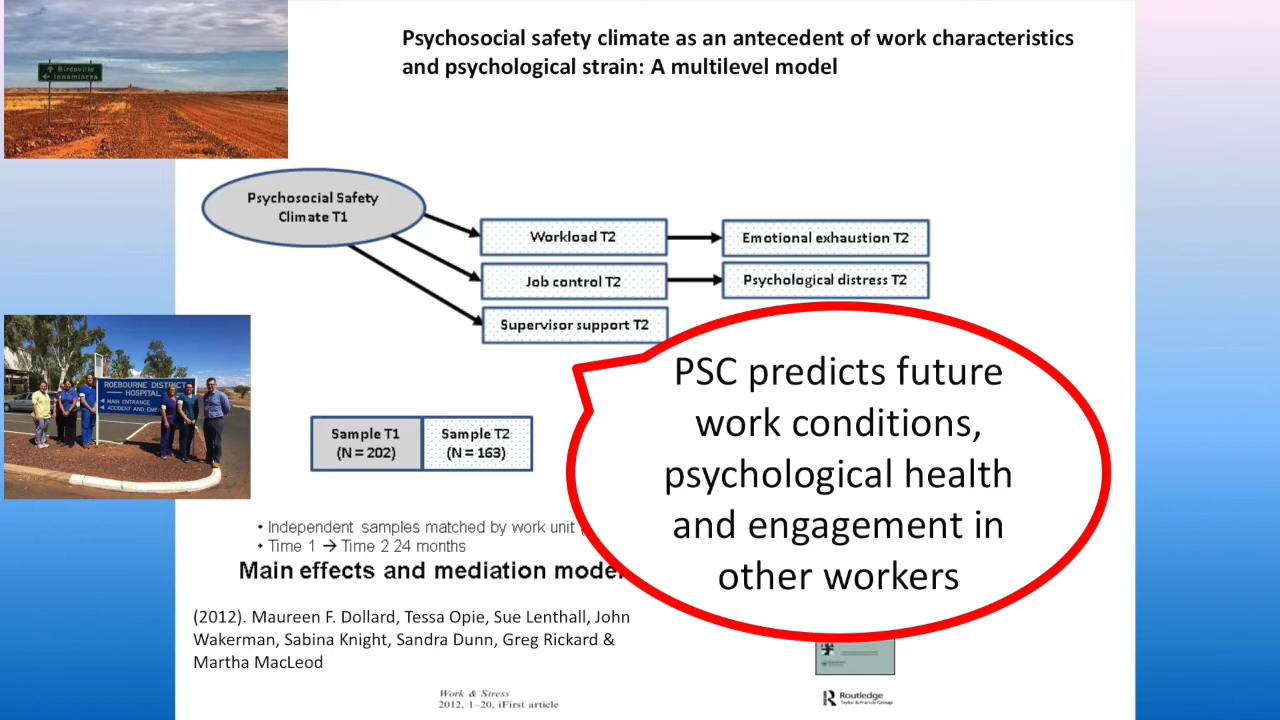 Psychosocial safety climate as an antecedent of work characteristics
and psychological strain: A multilevel model
Birdsville
Innamincka
Psychosocial Safety
Climate T1
Workload T2
Emotional exhaustion T2
Job control T2
Psychological distress T2
Supervisor support T2
PSC predicts future
work conditions,
psychological health
and engagement in
other workers
ROEBOURNE DISTRICT
HOSPITAL
MAIN ENTRANCE
ACCIDENT AND
Sample T1
(N = 202)
Sample T2
(N = 163)
• Independent samples matched by work unit
• Time 1 → Time 2 24 months
Main effects and mediation model
(2012). Maureen F. Dollard, Tessa Opie, Sue Lenthall, John
Wakerman, Sabina Knight, Sandra Dunn, Greg Rickard &
Martha MacLeod
Work & Stress
2012, 1–20, iFirst article
Routledge
Taylor & Francis Group